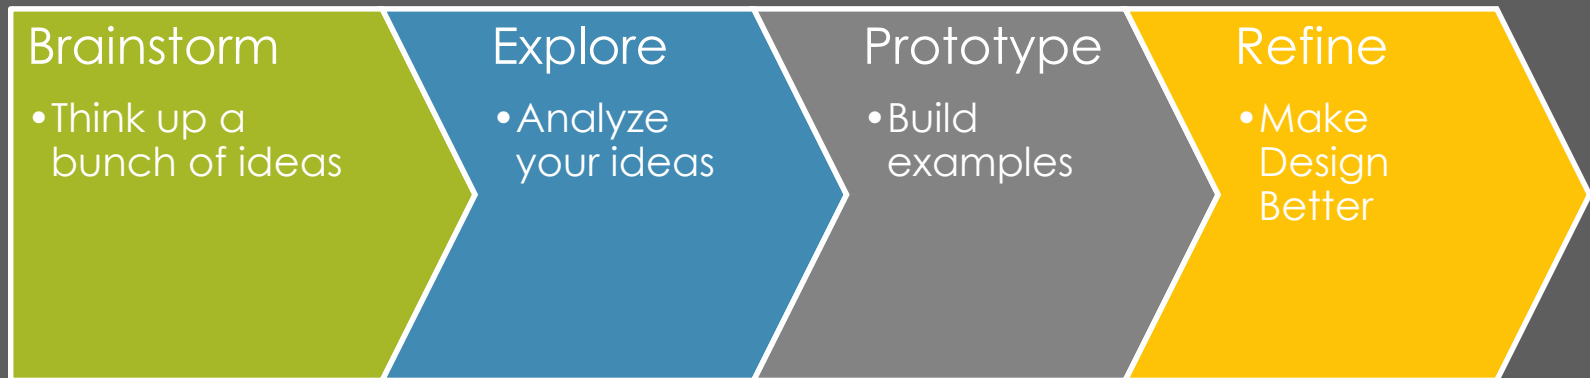 Brainstorm
•Think up a
bunch of ideas
Explore
•Analyze
your ideas
Prototype
•Build
examples
Refine
•Make
Design
Better